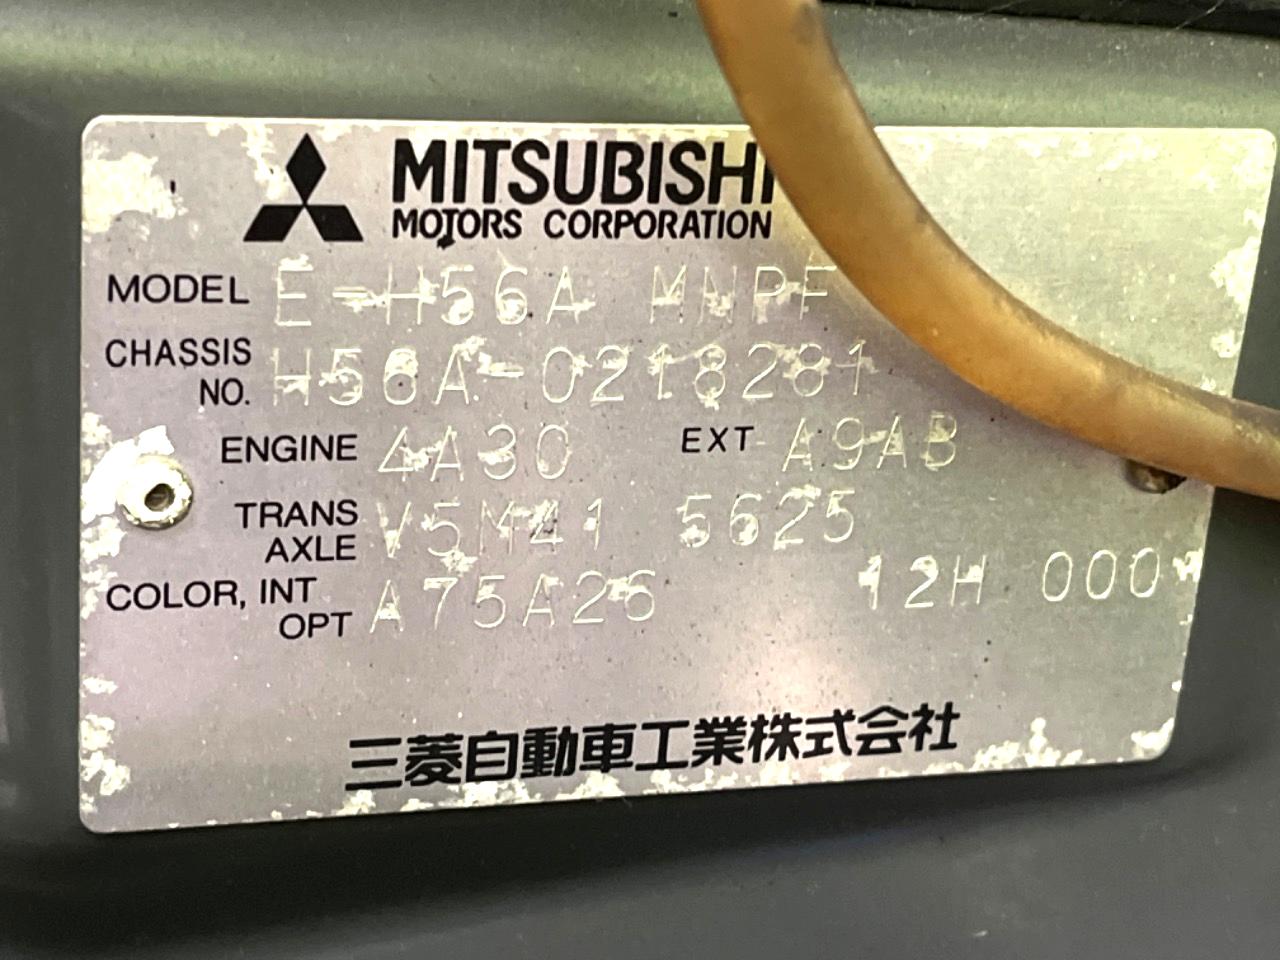 MITSUBISHI
MOTORS CORPORATION
MODEL E-H56A MNPF
CHASSIS
NO. H56A-0218281
ENGINE 4A30 EXT A9AB
TRANS
AXLE V5M41 5625
COLOR, INT
OPT A75A26 12H 000
三菱自動車工業株式会社